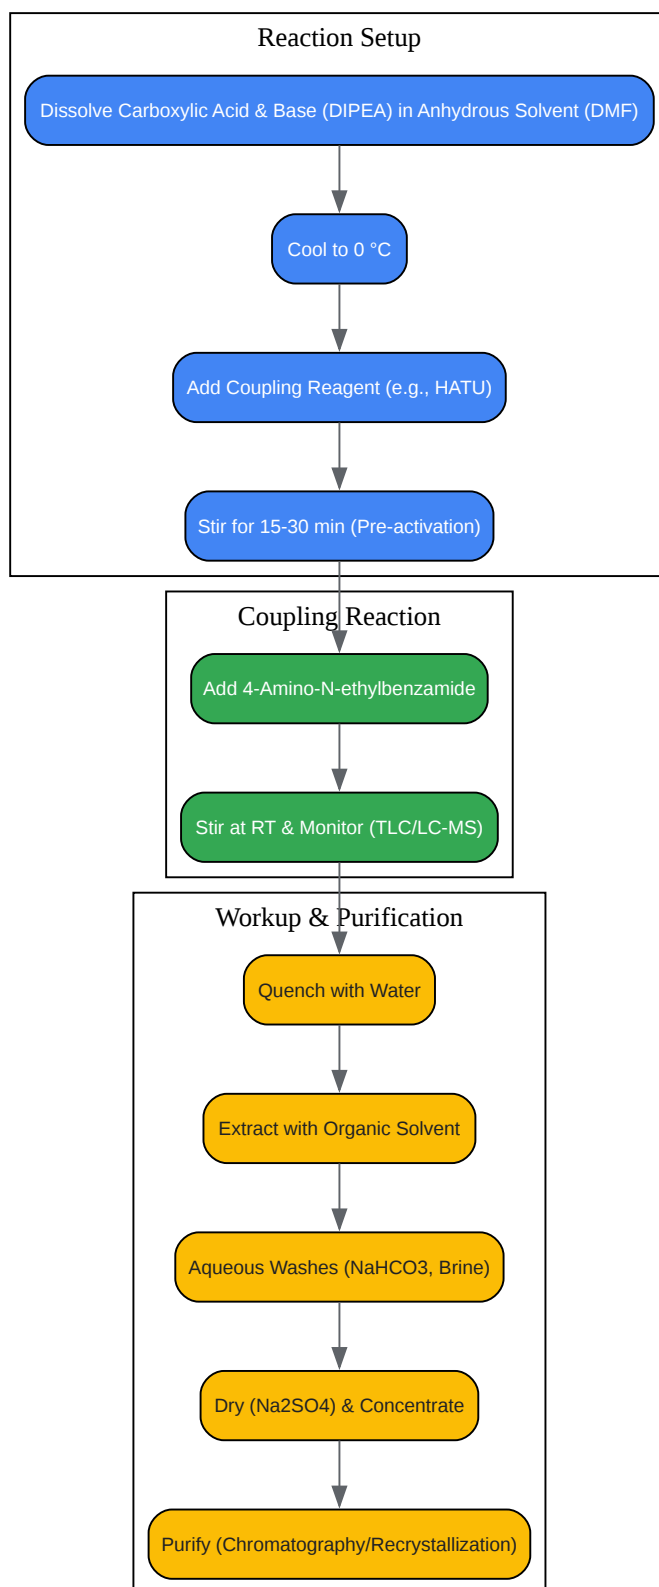 Reaction Setup
Dissolve Carboxylic Acid & Base (DIPEA) in Anhydrous Solvent (DMF)
Cool to 0 °C
Add Coupling Reagent (e.g., HATU)
Stir for 15-30 min (Pre-activation)
Coupling Reaction
Add 4-Amino-N-ethylbenzamide
Stir at RT & Monitor (TLC/LC-MS)
Workup & Purification
Quench with Water
Extract with Organic Solvent
Aqueous Washes (NaHCO3, Brine)
Dry (Na2SO4) & Concentrate
Purify (Chromatography/Recrystallization)